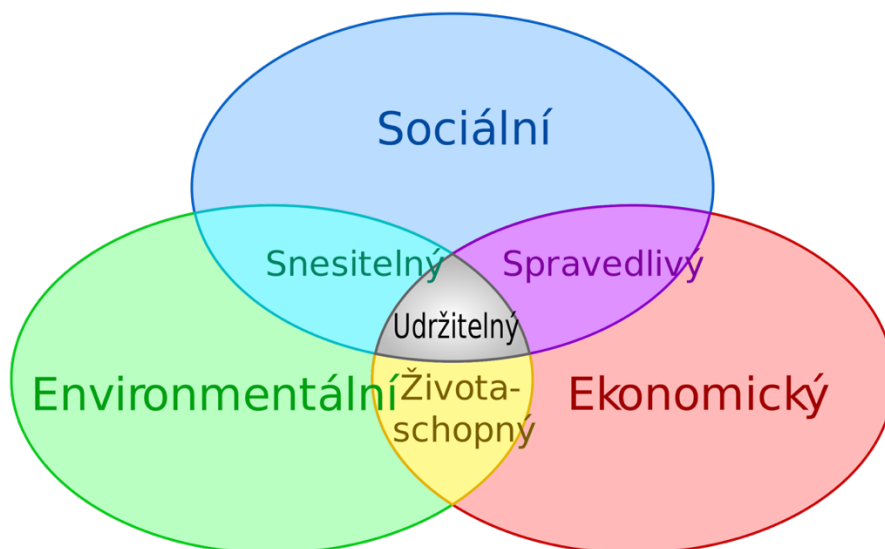 Sociální
Snesitelný
Spravedlivý
Udržitelný
Environmentální
Života-
schopný
Ekonomický